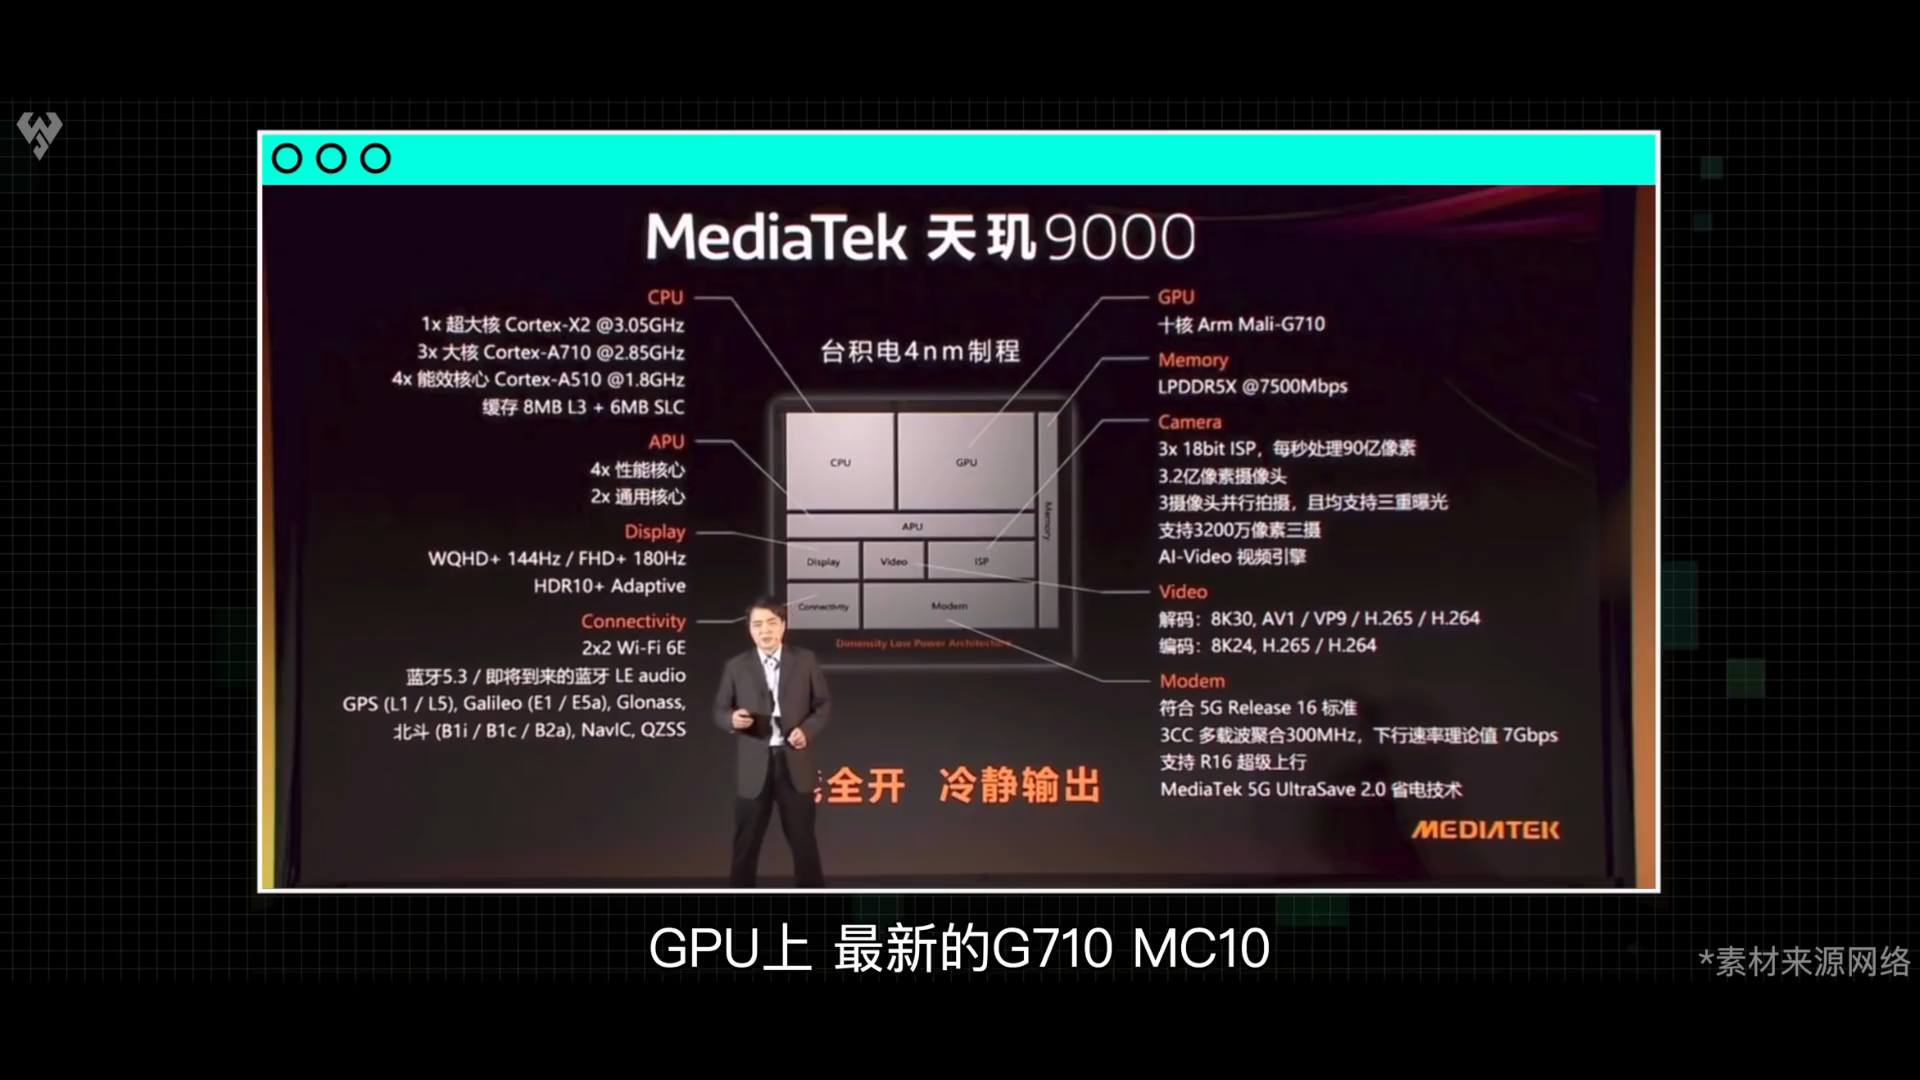 MediaTek 天玑9000
CPU
1x 超大核 Cortex-X2 @3.05GHz
3x 大核 Cortex-A710 @2.85GHz
4x 能效核心 Cortex-A510 @1.8GHz
缓存 8MB L3 + 6MB SLC
APU
4x 性能核心
2x 通用核心
Display
WQHD+ 144Hz / FHD+ 180Hz
HDR10+ Adaptive
Connectivity
2x2 Wi-Fi 6E
蓝牙5.3 / 即将到来的蓝牙 LE audio
GPS (L1 / L5), Galileo (E1 / E5a), Glonass,
北斗 (B1i / B1c / B2a), NavIC, QZSS
台积电4nm制程
CPU
GPU
Memory
APU
Display
Video
ISP
Connectivity
Modem
Dimensity Low Power Architecture
全开 冷静输出
GPU
十核 Arm Mali-G710
Memory
LPDDR5X @7500Mbps
Camera
3x 18bit ISP，每秒处理90亿像素
3.2亿像素摄像头
3摄像头并行拍摄，且均支持三重曝光
支持3200万像素三摄
AI-Video 视频引擎
Video
解码：8K30, AV1 / VP9 / H.265 / H.264
编码：8K24, H.265 / H.264
Modem
符合 5G Release 16 标准
3CC 多载波聚合300MHz，下行速率理论值 7Gbps
支持 R16 超级上行
MediaTek 5G UltraSave 2.0 省电技术
MEDIATEK
GPU上 最新的G710 MC10
*素材来源网络